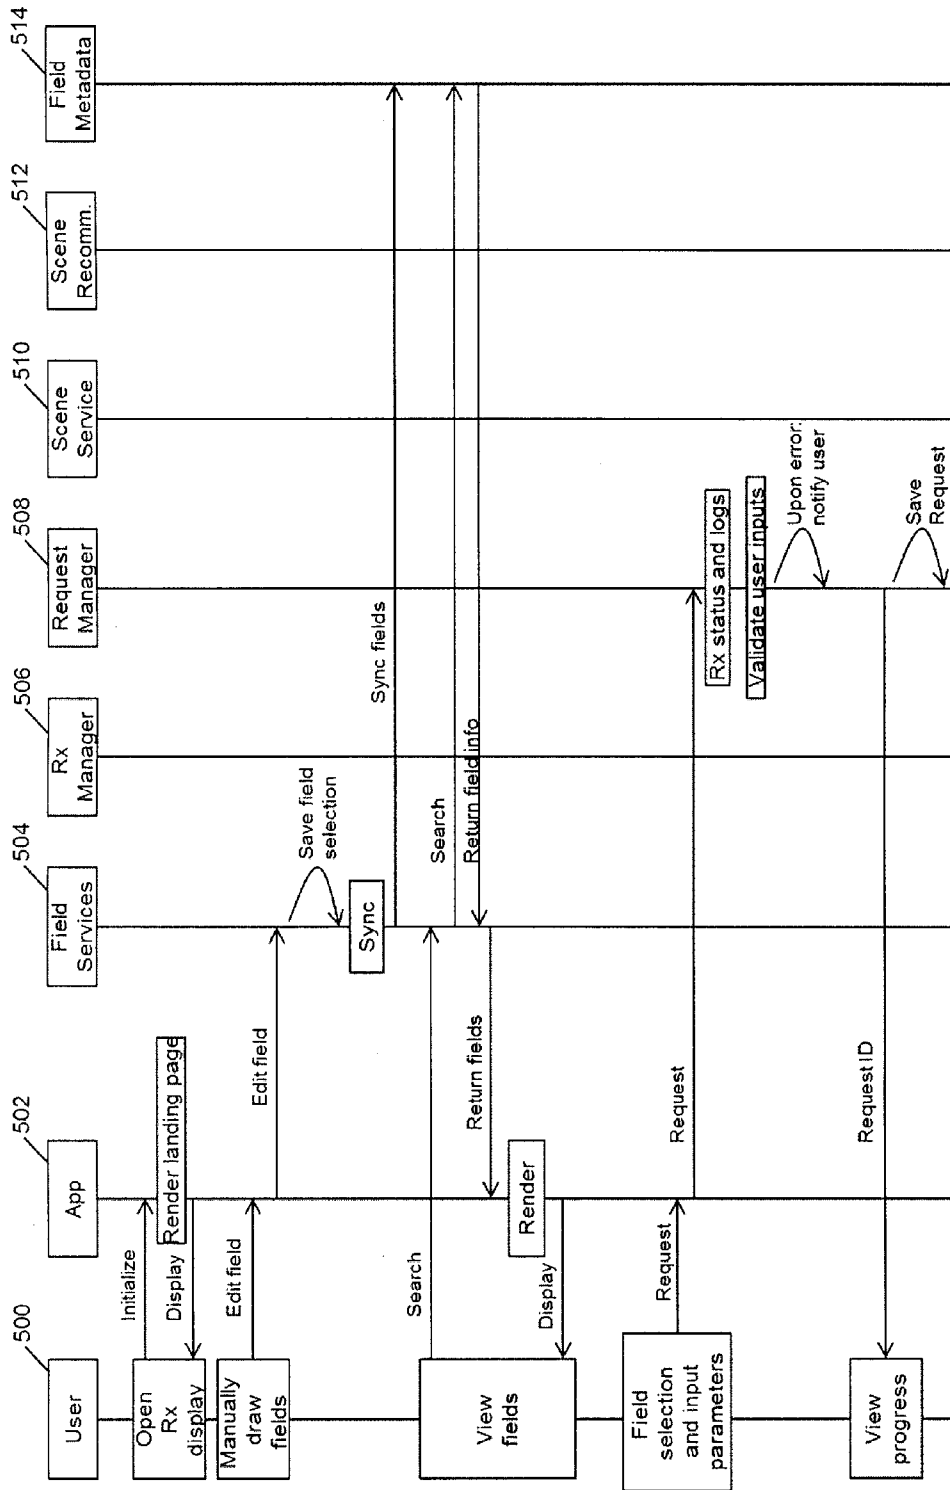 500
User
502
App
504
Field
Services
506
Rx
Manager
508
Request
Manager
510
Scene
Service
512
Scene
Recomm.
514
Field
Metadata
Open
Rx
display
Initialize
Render landing page
Display
Manually
draw
fields
Edit field
Edit field
Save field
selection
Sync
Sync fields
View
fields
Search
Search
Return field info
Return fields
Render
Display
Field
selection
and input
parameters
Request
Request
Rx status and logs
Validate user inputs
Upon error:
notify user
View
progress
Request ID
Save
Request